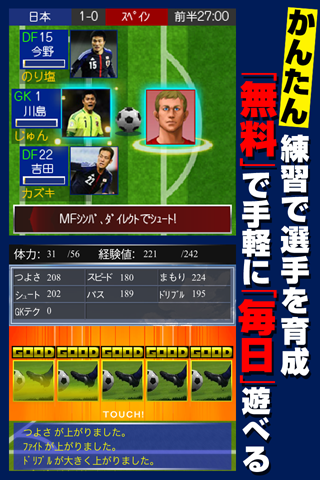 日本 1-0 スペイン 前半27:00
DF15
今野
のり塩
GK 1
川島
じゅん
DF22
吉田
カズキ
MFシンパ、ダイレクトでシュート!
体力: 31 /56 経験値: 221 /242
つよさ 208 スピード 180 まもり 224
シュート 202 パス 189 ドリブル 195
GKテク 0
GOOD GOOD GOOD GOOD GOOD
TOUCH!
つよさ が上がりました。
ファイト が上がりました。
ドリブル が大きく上がりました。
かんたん練習で選手を育成
「無料」で手軽に「毎日」遊べる